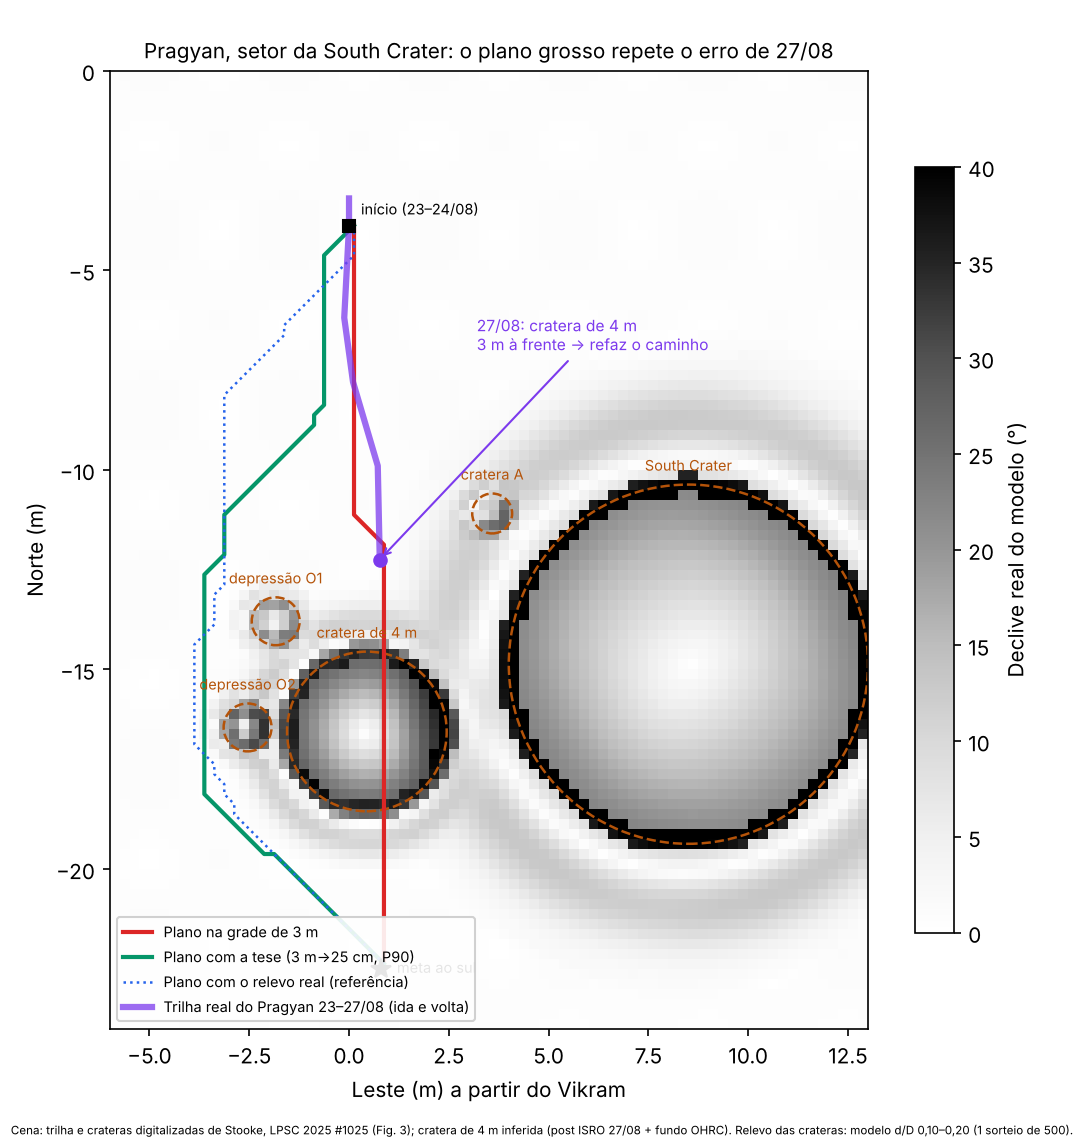 Pragyan, setor da South Crater: o plano grosso repete o erro de 27/08
0
−5
−10
−15
−20
Norte (m)
início (23–24/08)
27/08: cratera de 4 m
3 m à frente → refaz o caminho
South Crater
cratera A
depressão O1
cratera de 4 m
depressão O2
meta ao su
Plano na grade de 3 m
Plano com a tese (3 m→25 cm, P90)
Plano com o relevo real (referência)
Trilha real do Pragyan 23–27/08 (ida e volta)
−5.0
−2.5
0.0
2.5
5.0
7.5
10.0
12.5
Leste (m) a partir do Vikram
40
35
30
25
20
15
10
5
0
Declive real do modelo (°)
Cena: trilha e crateras digitalizadas de Stooke, LPSC 2025 #1025 (Fig. 3); cratera de 4 m inferida (post ISRO 27/08 + fundo OHRC). Relevo das crateras: modelo d/D 0,10–0,20 (1 sorteio de 500).